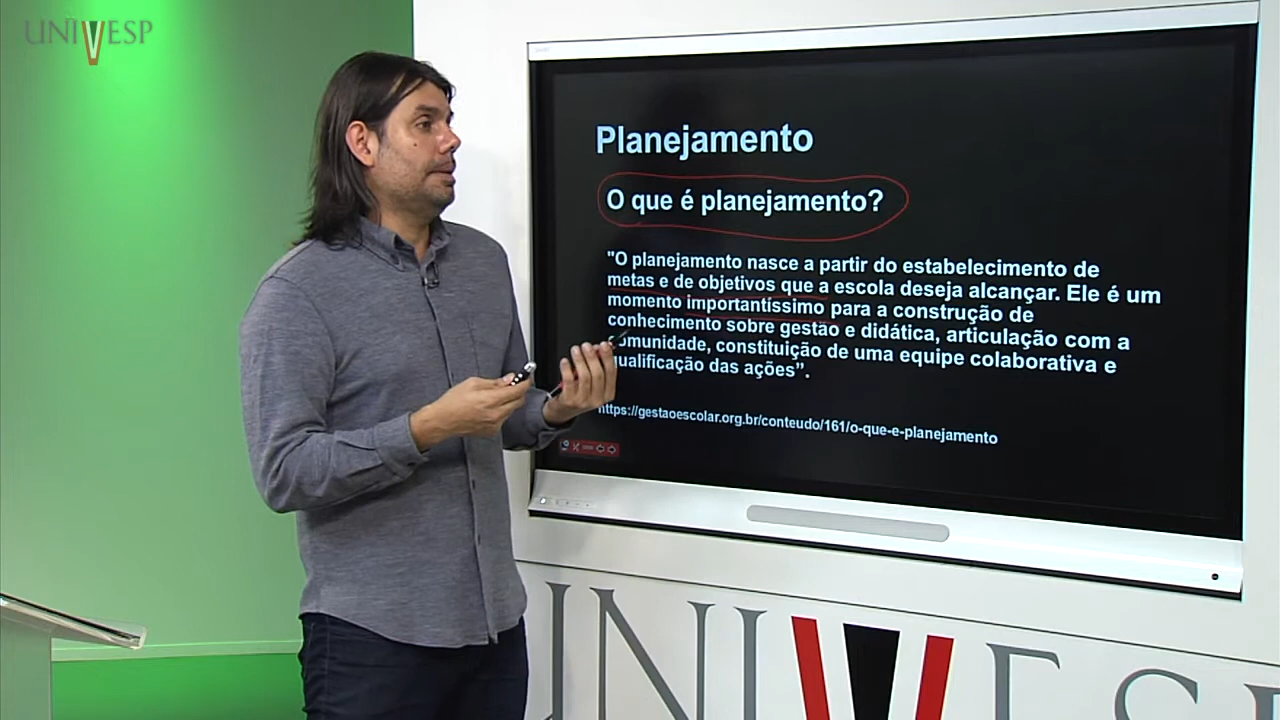 UNIVESP
Planejamento
O que é planejamento?
"O planejamento nasce a partir do estabelecimento de
metas e de objetivos que a escola deseja alcançar. Ele é um
momento importantíssimo para a construção de
conhecimento sobre gestão e didática, articulação com a
comunidade, constituição de uma equipe colaborativa e
qualificação das ações”.
https://gestaoescolar.org.br/conteudo/161/o-que-e-planejamento
UNIVESP